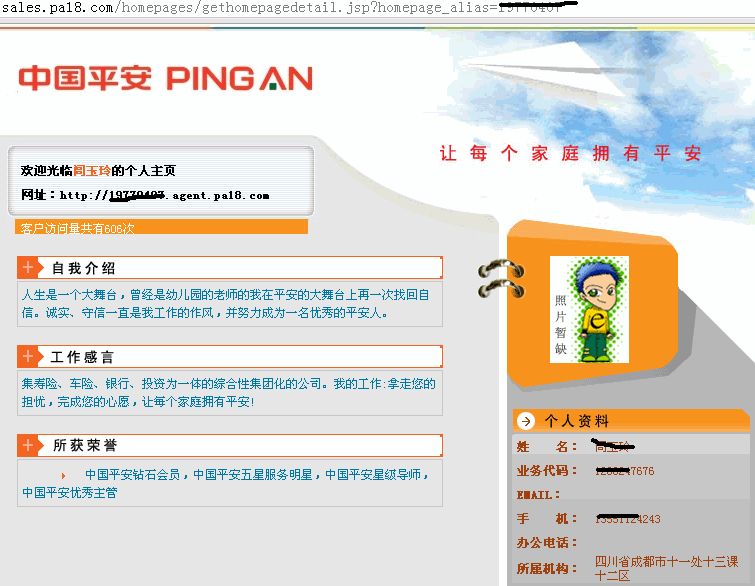 sales.pa18.com/homepages/gethomepagedetail.jsp?homepage_alias=
中国平安 PING AN
让每个家庭拥有平安
欢迎光临闫玉玲的个人主页
网址：http://.agent.pa18.com
客户访问量共有606次
自我介绍
人生是一个大舞台，曾经是幼儿园的老师的我在平安的大舞台上再一次找回自
信。诚实、守信一直是我工作的作风，并努力成为一名优秀的平安人。
工作感言
集寿险、车险、银行、投资为一体的综合性集团化的公司。我的工作:拿走您的
担忧，完成您的心愿，让每个家庭拥有平安!
所获荣誉
中国平安钻石会员，中国平安五星服务明星，中国平安星级导师，
中国平安优秀主管
照片暂缺
e
个人资料
姓 名：
业务代码：
EMAIL：
手 机：
办公电话：
所属机构： 四川省成都市十一处十三课
十二区